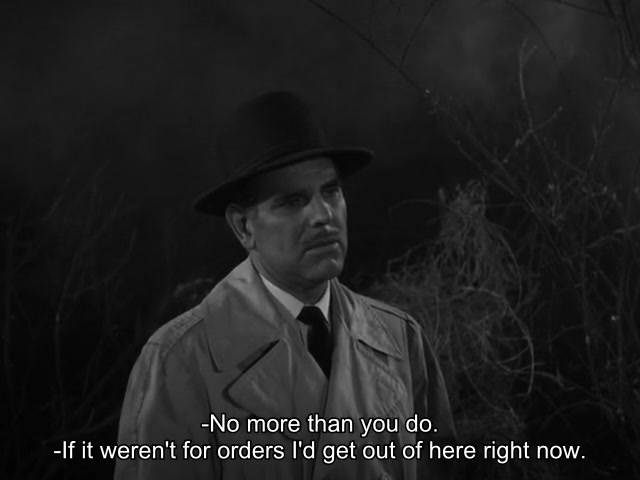 -No more than you do.
-If it weren't for orders I'd get out of here right now.